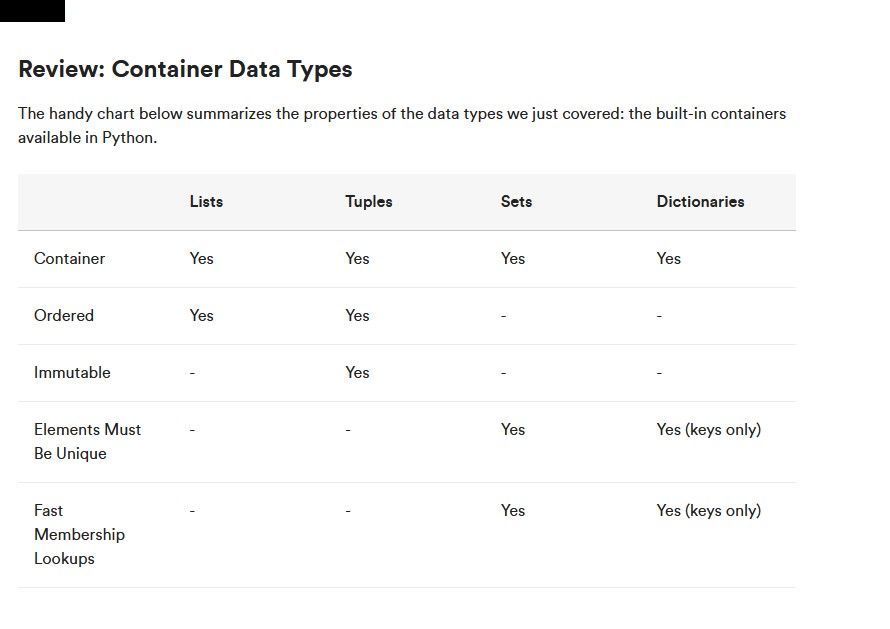 Review: Container Data Types
The handy chart below summarizes the properties of the data types we just covered: the built-in containers
available in Python.
Lists Tuples Sets Dictionaries
Container Yes Yes Yes Yes
Ordered Yes Yes - -
Immutable - Yes - -
Elements Must - - Yes Yes (keys only)
Be Unique
Fast - - Yes Yes (keys only)
Membership
Lookups